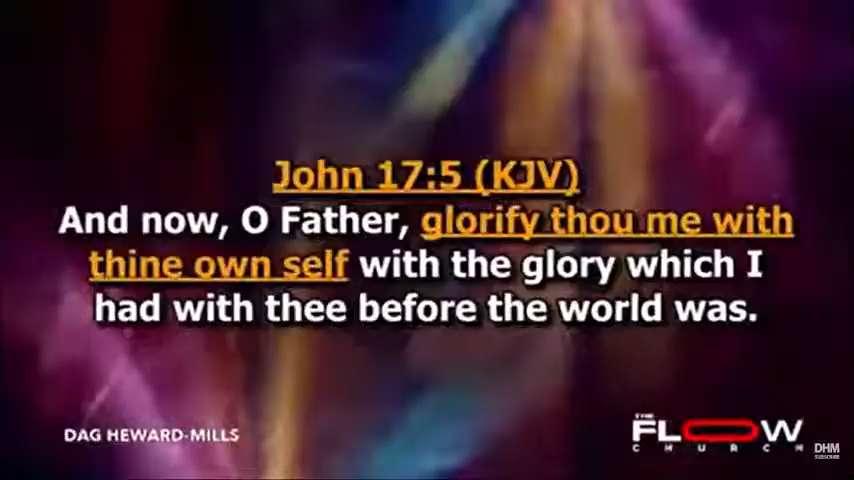 John 17:5 (KJV)
And now, O Father, glorify thou me with
thine own self with the glory which I
had with thee before the world was.
DAG HEWARD-MILLS
THE
FLOW
CHURCH
DHM
SUBSCRIBE